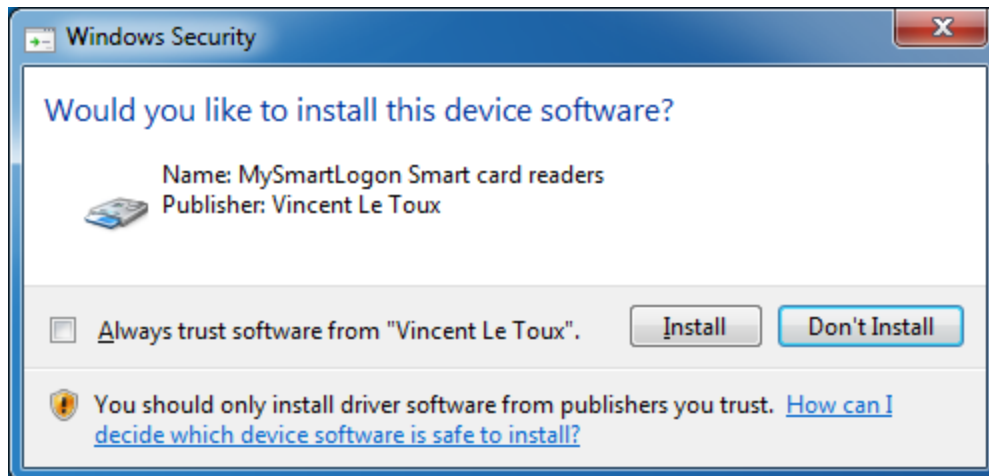 Windows Security
Would you like to install this device software?
Name: MySmartLogon Smart card readers
Publisher: Vincent Le Toux
Always trust software from "Vincent Le Toux".
Install
Don't Install
You should only install driver software from publishers you trust. How can I
decide which device software is safe to install?